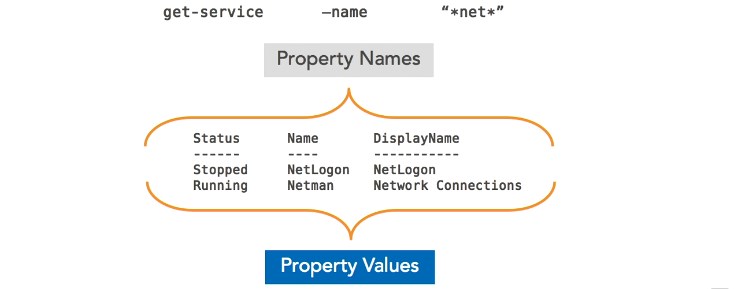 get-service –name “*net*”
Property Names
Status Name DisplayName
------ ---- -----------
Stopped NetLogon NetLogon
Running Netman Network Connections
Property Values